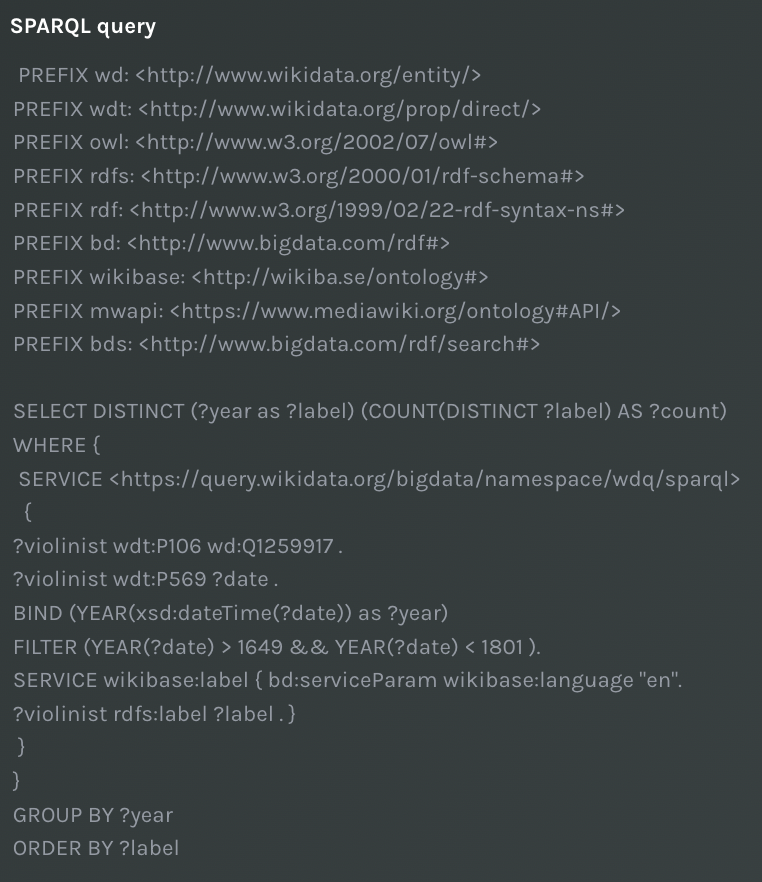 SPARQL query
PREFIX wd: <http://www.wikidata.org/entity/>
PREFIX wdt: <http://www.wikidata.org/prop/direct/>
PREFIX owl: <http://www.w3.org/2002/07/owl#>
PREFIX rdfs: <http://www.w3.org/2000/01/rdf-schema#>
PREFIX rdf: <http://www.w3.org/1999/02/22-rdf-syntax-ns#>
PREFIX bd: <http://www.bigdata.com/rdf#>
PREFIX wikibase: <http://wikiba.se/ontology#>
PREFIX mwapi: <https://www.mediawiki.org/ontology#API/>
PREFIX bds: <http://www.bigdata.com/rdf/search#>
SELECT DISTINCT (?year as ?label) (COUNT(DISTINCT ?label) AS ?count)
WHERE {
SERVICE <https://query.wikidata.org/bigdata/namespace/wdq/sparql>
{
?violinist wdt:P106 wd:Q1259917 .
?violinist wdt:P569 ?date .
BIND (YEAR(xsd:dateTime(?date)) as ?year)
FILTER (YEAR(?date) > 1649 && YEAR(?date) < 1801 ).
SERVICE wikibase:label { bd:serviceParam wikibase:language "en".
?violinist rdfs:label ?label . }
}
}
GROUP BY ?year
ORDER BY ?label